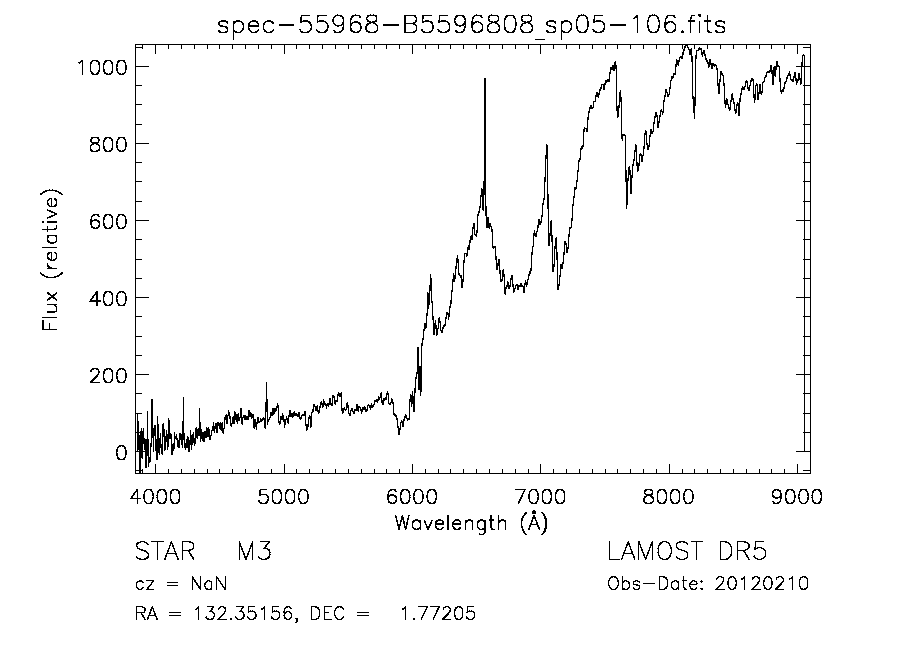 spec-55968-B5596808_sp05-106.fits
1000
800
600
400
200
0
Flux (relative)
4000 5000 6000 7000 8000 9000
Wavelength (Å)
STAR M3 LAMOST DR5
cz = NaN Obs-Date: 20120210
RA = 132.35156, DEC = 1.77205